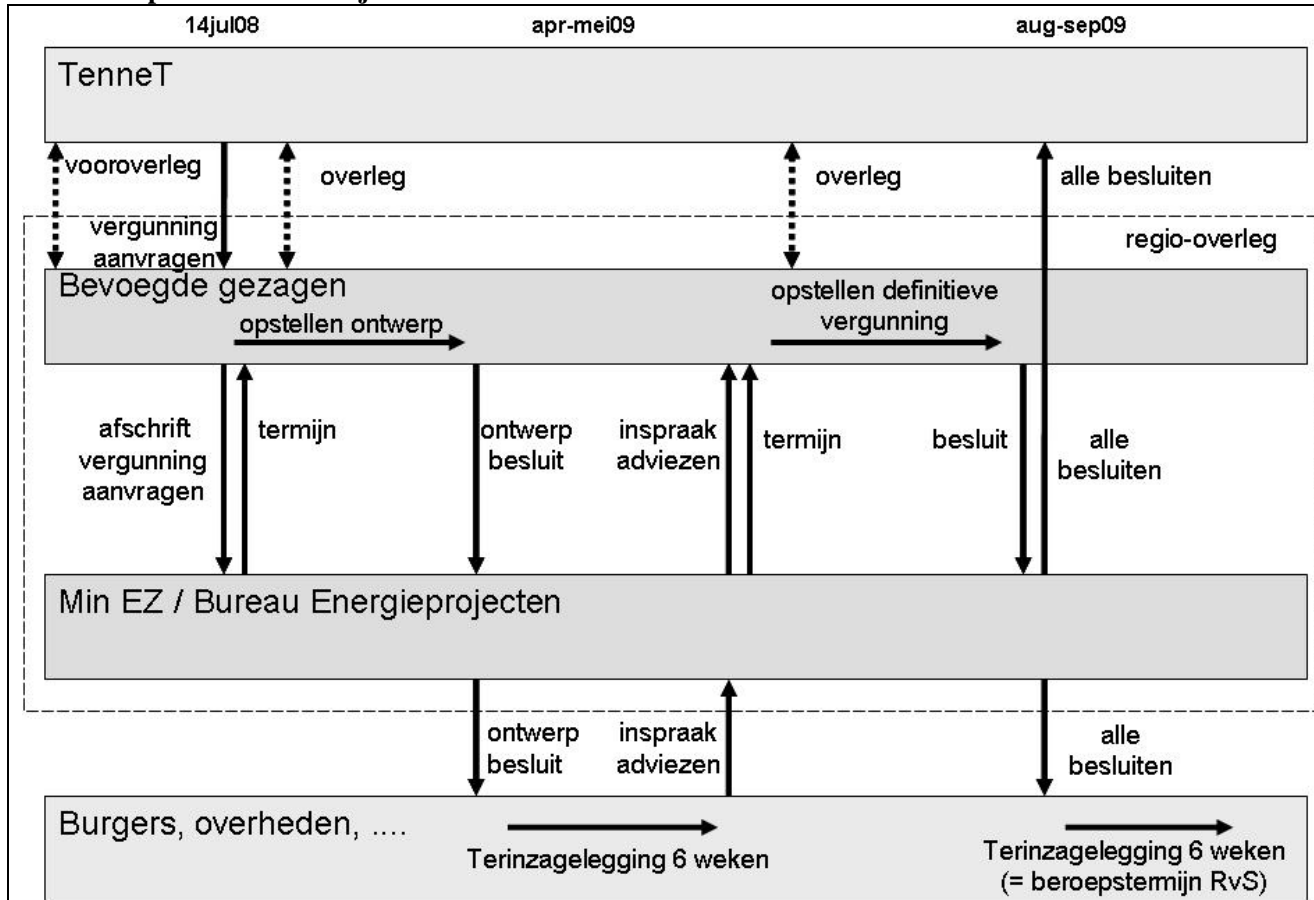 14jul08 apr-mei09 aug-sep09
TenneT
vooroverleg
overleg
overleg
alle besluiten
vergunning
aanvragen
regio-overleg
Bevoegde gezagen
opstellen ontwerp
opstellen definitieve
vergunning
afschrift
vergunning
aanvragen
termijn
ontwerp
besluit
inspraak
adviezen
termijn
besluit
alle
besluiten
Min EZ / Bureau Energieprojecten
ontwerp
besluit
inspraak
adviezen
alle
besluiten
Burgers, overheden, ....
Terinzagelegging 6 weken
Terinzagelegging 6 weken
(= beroepstermijn RvS)